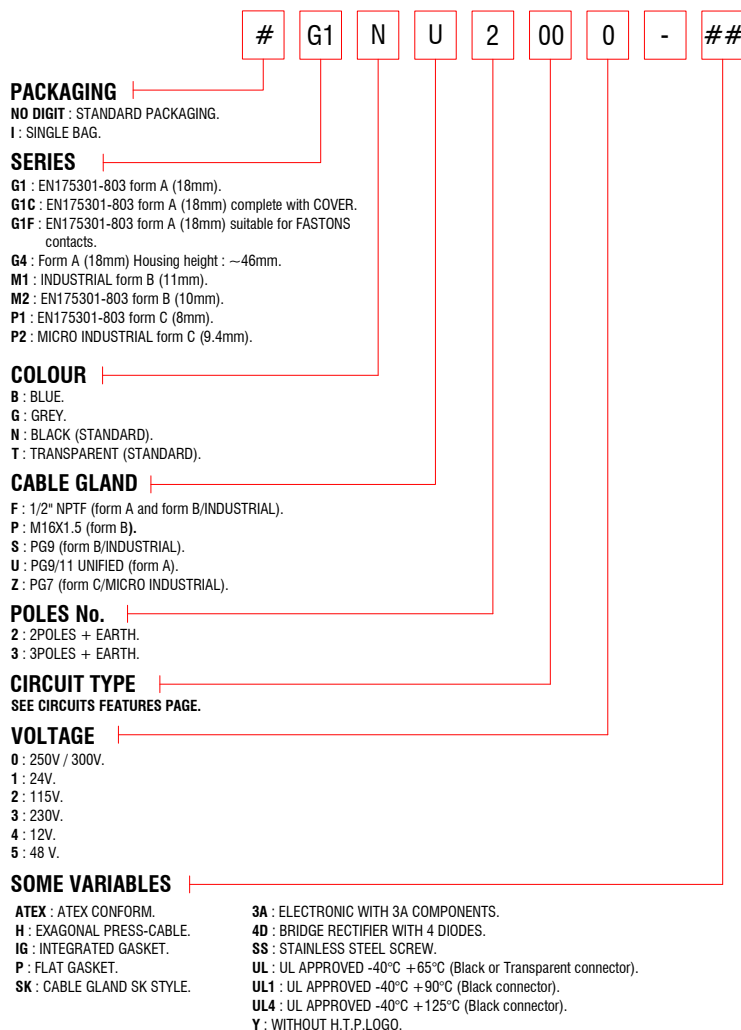 # G1 N U 2 00 0 - ##
PACKAGING
NO DIGIT : STANDARD PACKAGING.
I : SINGLE BAG.
SERIES
G1 : EN175301-803 form A (18mm).
G1C : EN175301-803 form A (18mm) complete with COVER.
G1F : EN175301-803 form A (18mm) suitable for FASTONS
contacts.
G4 : Form A (18mm) Housing height : ~46mm.
M1 : INDUSTRIAL form B (11mm).
M2 : EN175301-803 form B (10mm).
P1 : EN175301-803 form C (8mm).
P2 : MICRO INDUSTRIAL form C (9.4mm).
COLOUR
B : BLUE.
G : GREY.
N : BLACK (STANDARD).
T : TRANSPARENT (STANDARD).
CABLE GLAND
F : 1/2" NPTF (form A and form B/INDUSTRIAL).
P : M16X1.5 (form B).
S : PG9 (form B/INDUSTRIAL).
U : PG9/11 UNIFIED (form A).
Z : PG7 (form C/MICRO INDUSTRIAL).
POLES No.
2 : 2POLES + EARTH.
3 : 3POLES + EARTH.
CIRCUIT TYPE
SEE CIRCUITS FEATURES PAGE.
VOLTAGE
0 : 250V / 300V.
1 : 24V.
2 : 115V.
3 : 230V.
4 : 12V.
5 : 48 V.
SOME VARIABLES
ATEX : ATEX CONFORM.
H : EXAGONAL PRESS-CABLE.
IG : INTEGRATED GASKET.
P : FLAT GASKET.
SK : CABLE GLAND SK STYLE.
3A : ELECTRONIC WITH 3A COMPONENTS.
4D : BRIDGE RECTIFIER WITH 4 DIODES.
SS : STAINLESS STEEL SCREW.
UL : UL APPROVED -40°C +65°C (Black or Transparent connector).
UL1 : UL APPROVED -40°C +90°C (Black connector).
UL4 : UL APPROVED -40°C +125°C (Black connector).
Y : WITHOUT H.T.P.LOGO.